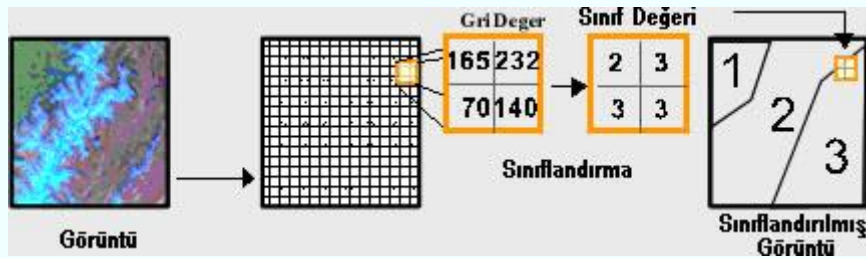 Gri Deger
Sınıf Değeri
165 232
70 140
2 3
3 3
1
2
3
Sınıflandırma
Görüntü
Sınıflandırılmış
Görüntü